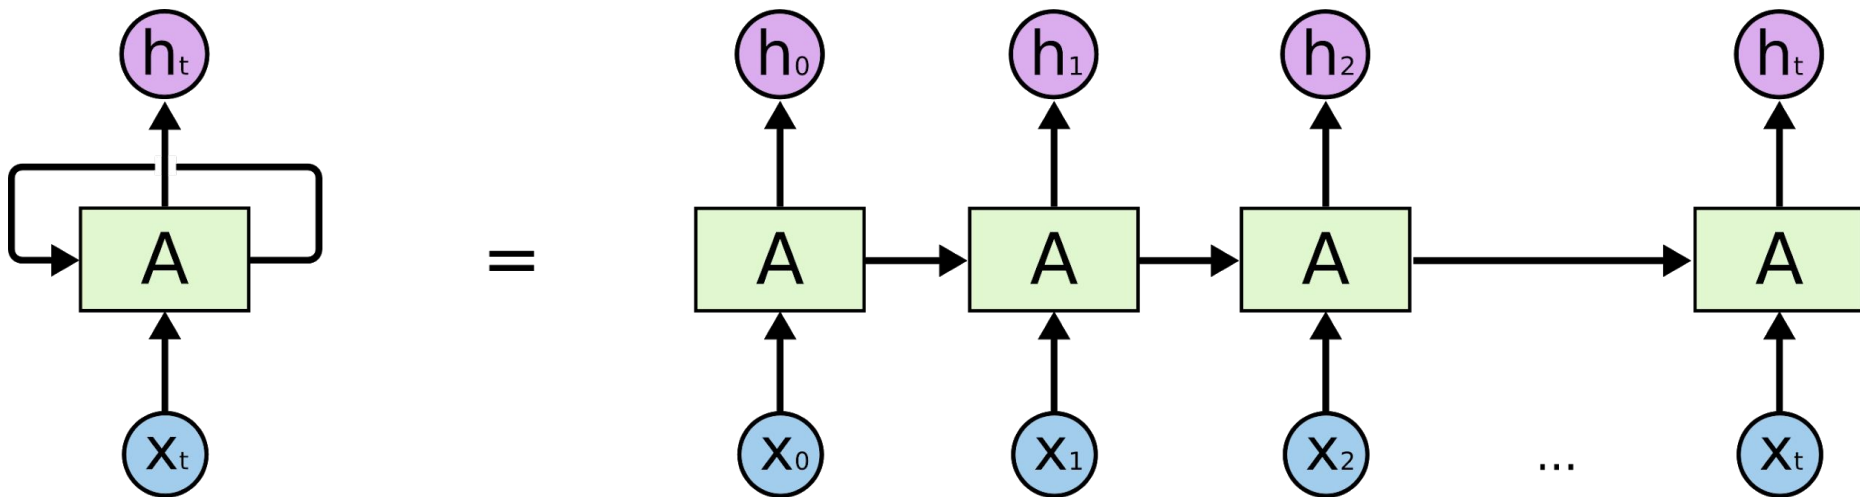 hₜ h₀ h₁ h₂ hₜ
A = A A A A
xₜ x₀ x₁ x₂ ... xₜ